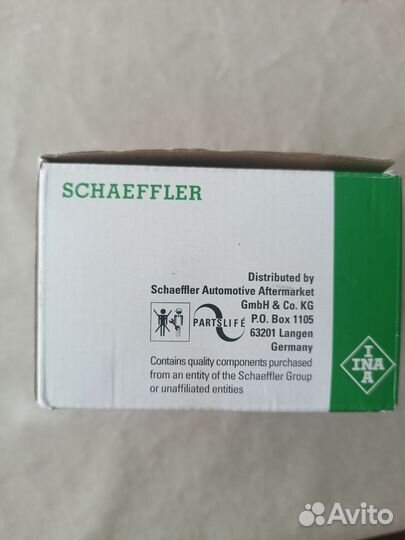 SCHAEFFLER
Distributed by
Schaeffler Automotive Aftermarket
GmbH & Co. KG
P.O. Box 1105
63201 Langen
Germany
PARTSLIFE
Contains quality components purchased
from an entity of the Schaeffler Group
or unaffiliated entities
I
INA
A
Avito